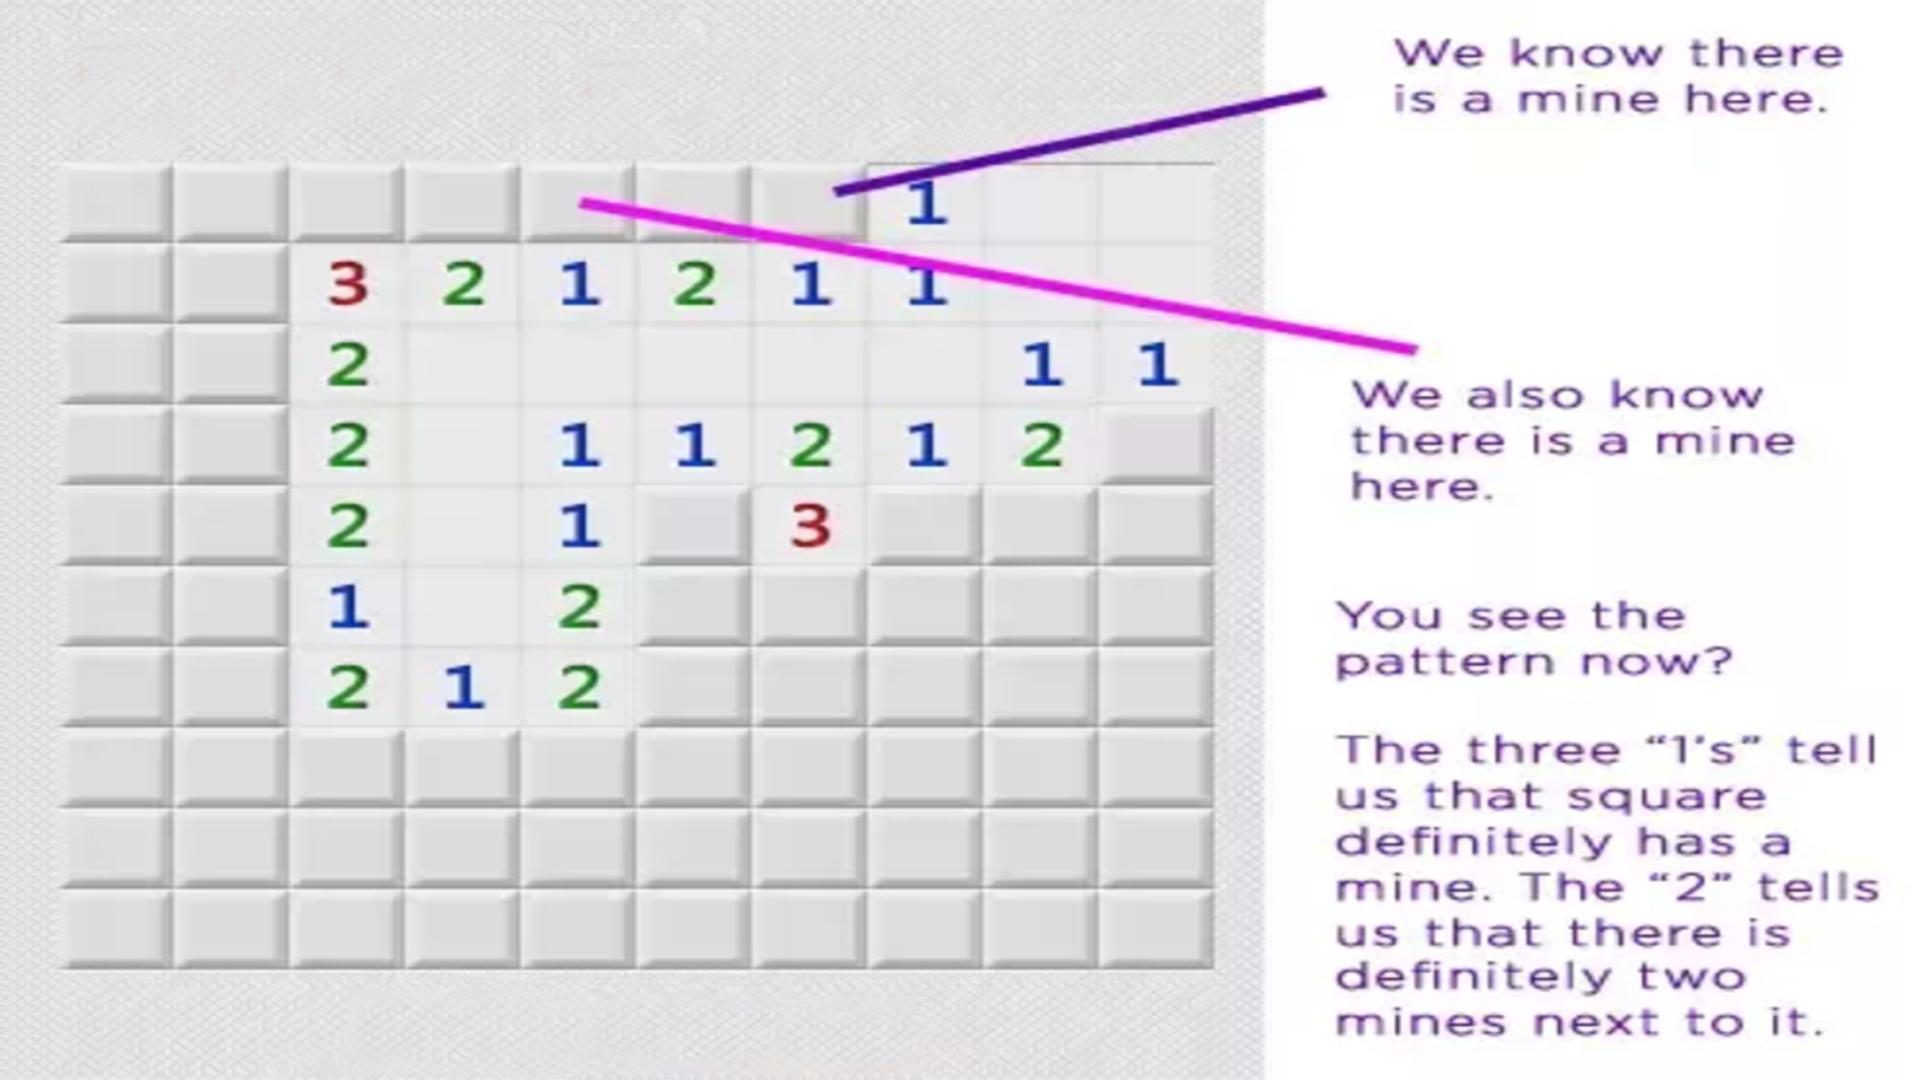 We know there
is a mine here.
1
3 2 1 2 1 1
2 1 1
We also know
there is a mine
here.
2 1 1 2 1 2
2 1 3
1 2
You see the
pattern now?
2 1 2
The three “1’s” tell
us that square
definitely has a
mine. The “2” tells
us that there is
definitely two
mines next to it.